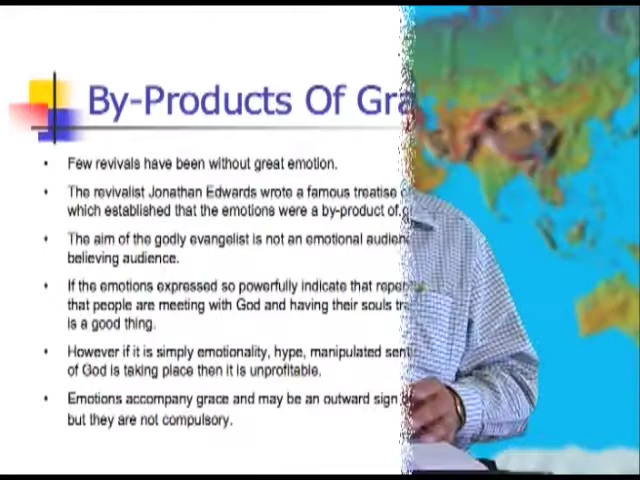 By-Products Of Gra
• Few revivals have been without great emotion.
• The revivalist Jonathan Edwards wrote a famous treatise
which established that the emotions were a by-product of
• The aim of the godly evangelist is not an emotional audien
believing audience.
• If the emotions expressed so powerfully indicate that repe
that people are meeting with God and having their souls tra
is a good thing.
• However if it is simply emotionality, hype, manipulated sen
of God is taking place then it is unprofitable.
• Emotions accompany grace and may be an outward sign
but they are not compulsory.